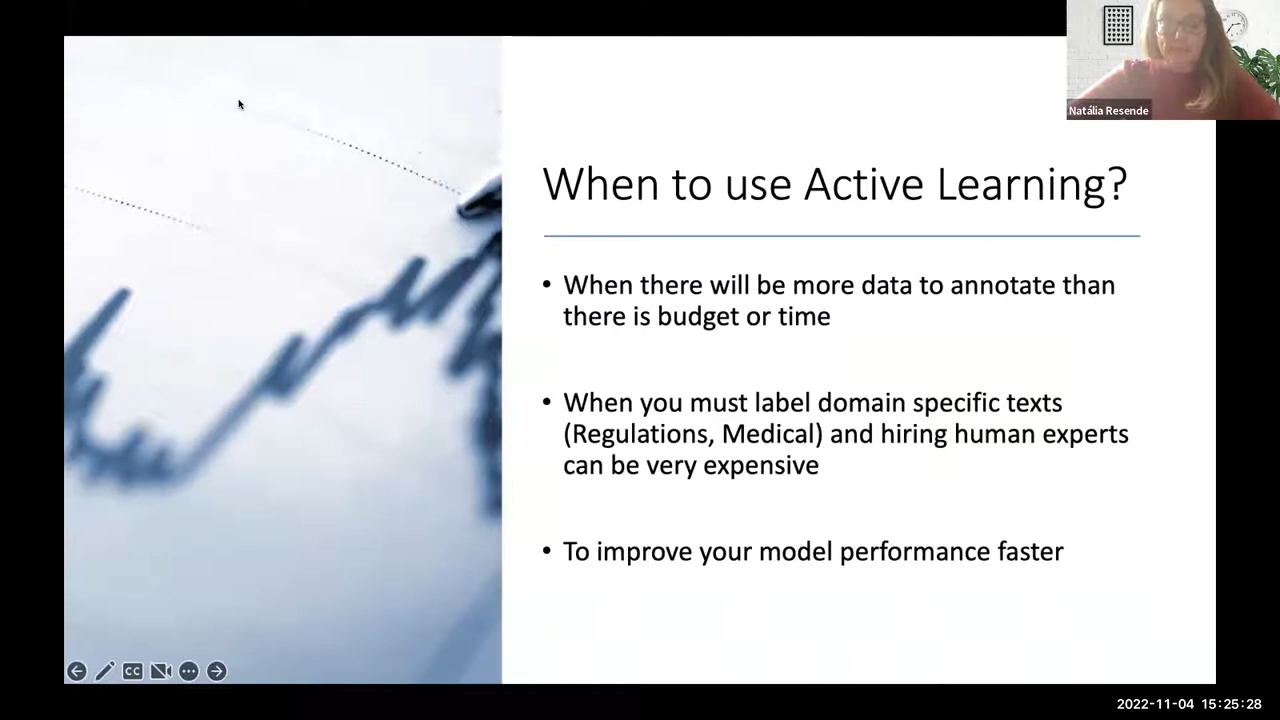 Natália Resende
When to use Active Learning?
• When there will be more data to annotate than
there is budget or time
• When you must label domain specific texts
(Regulations, Medical) and hiring human experts
can be very expensive
• To improve your model performance faster
CC
2022-11-04 15:25:28